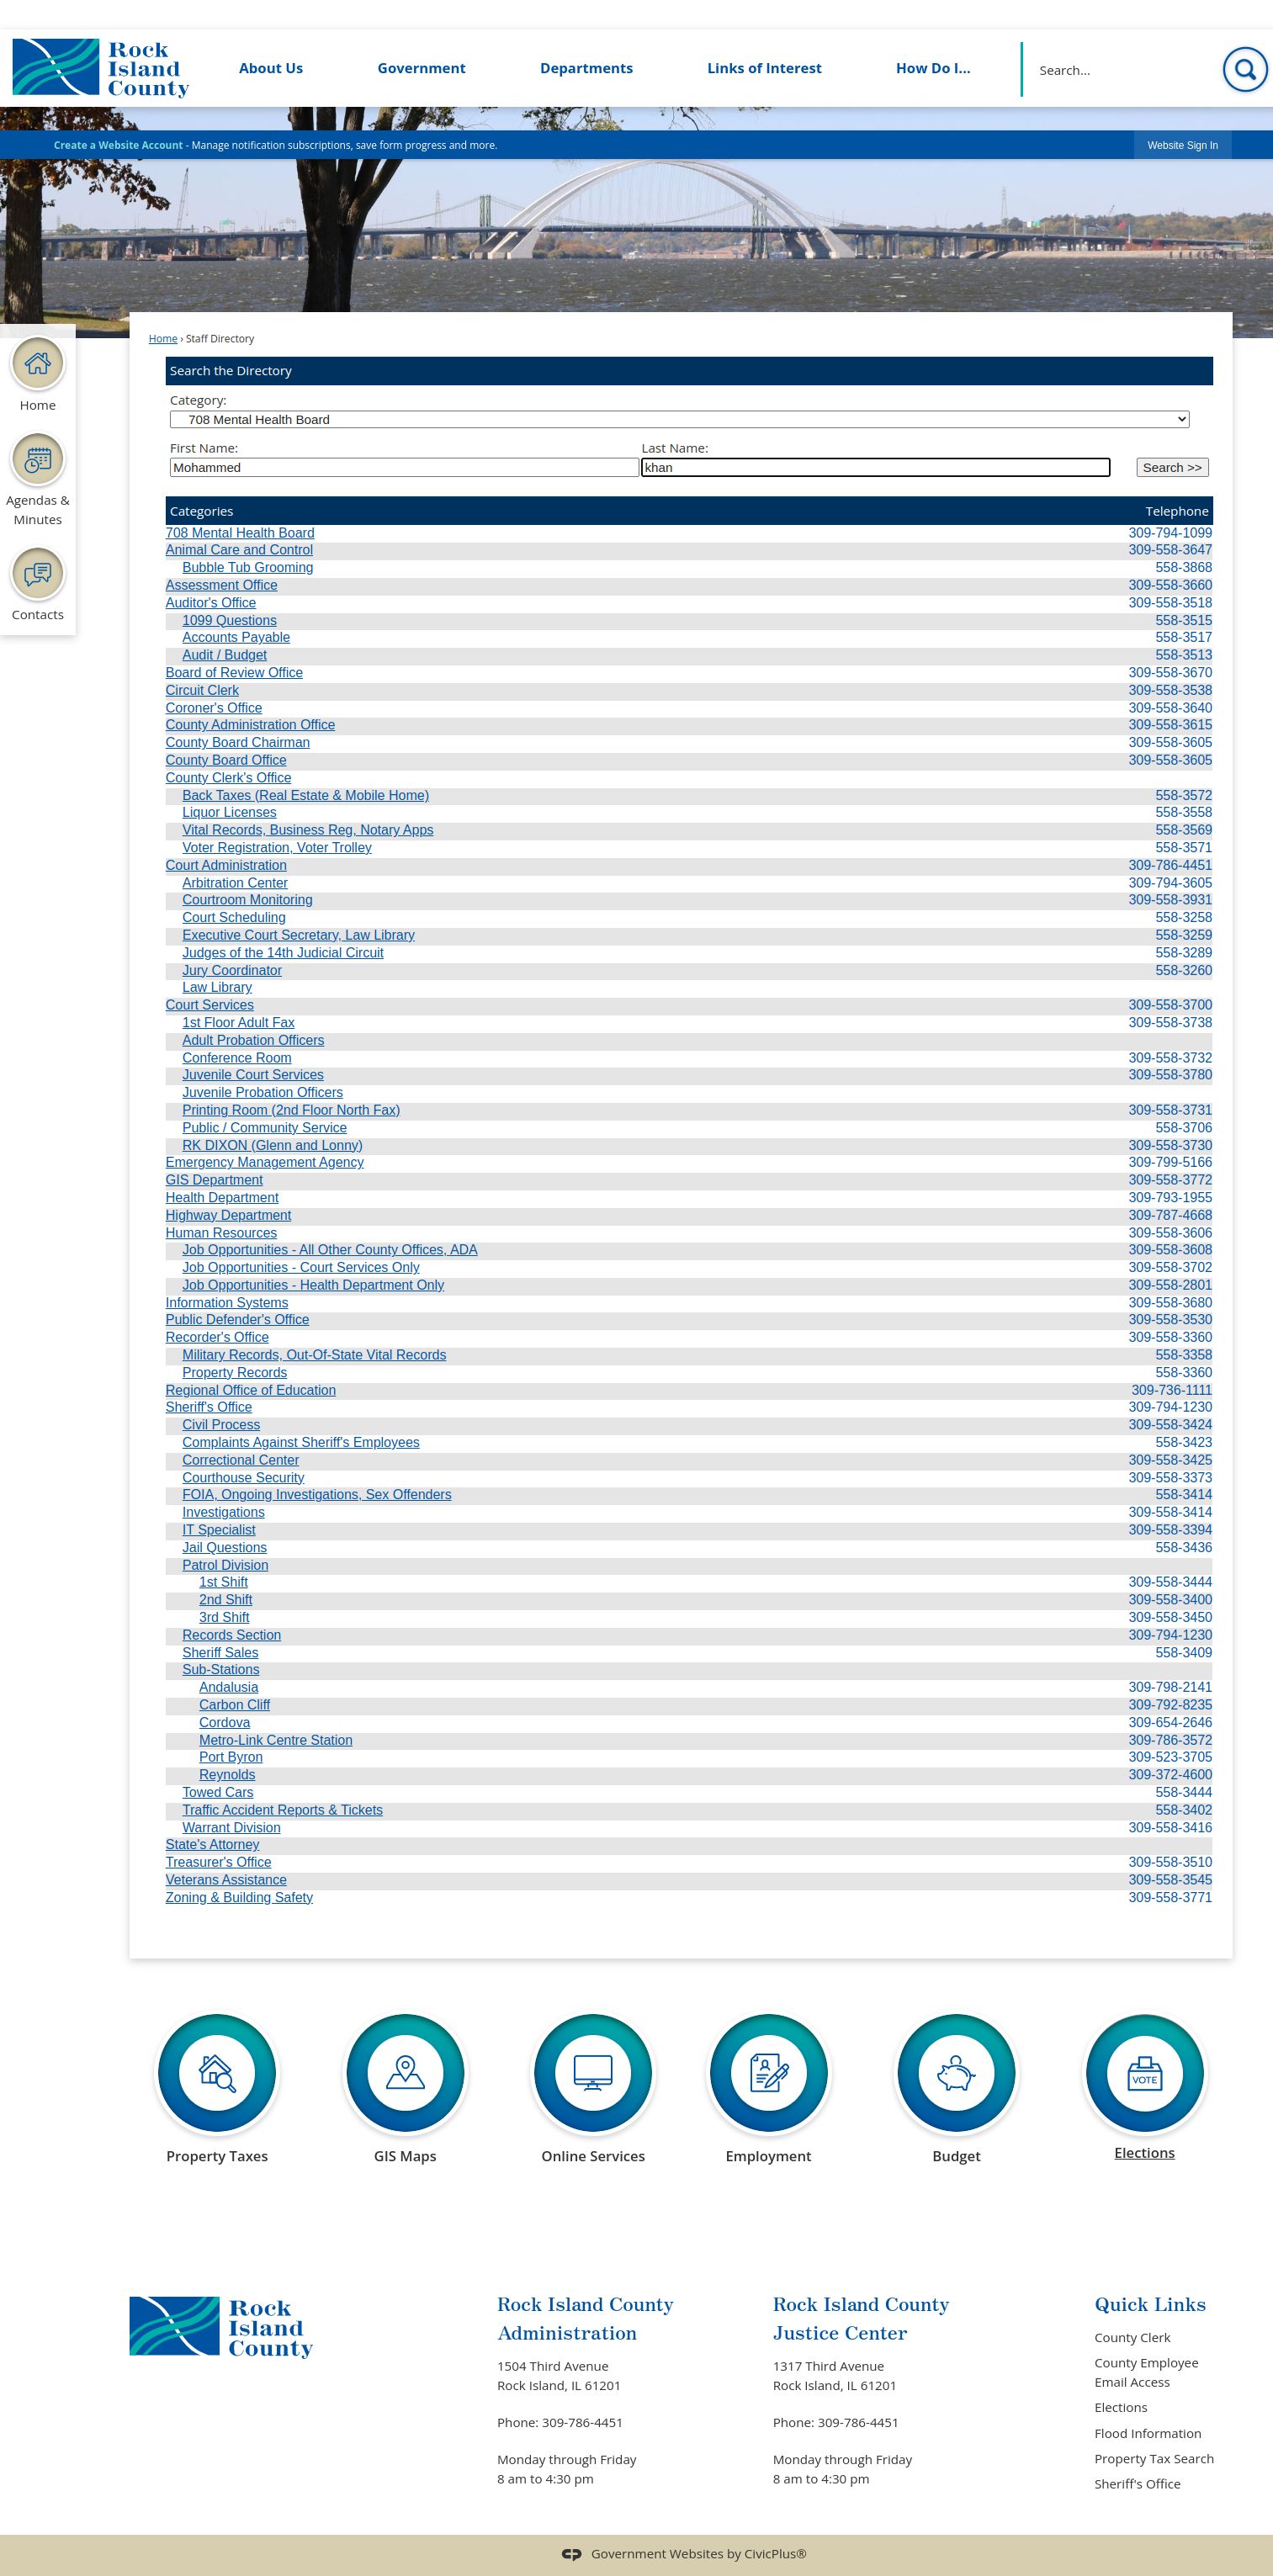 Rock
Island
County
About Us
Government
Departments
Links of Interest
How Do I...
Search...
Create a Website Account - Manage notification subscriptions, save form progress and more.
Website Sign In
Home
Agendas &
Minutes
Contacts
Home › Staff Directory
Search the Directory
Category:
708 Mental Health Board
First Name: Last Name:
Mohammed khan Search >>
Categories Telephone
708 Mental Health Board 309-794-1099
Animal Care and Control 309-558-3647
Bubble Tub Grooming 558-3868
Assessment Office 309-558-3660
Auditor's Office 309-558-3518
1099 Questions 558-3515
Accounts Payable 558-3517
Audit / Budget 558-3513
Board of Review Office 309-558-3670
Circuit Clerk 309-558-3538
Coroner's Office 309-558-3640
County Administration Office 309-558-3615
County Board Chairman 309-558-3605
County Board Office 309-558-3605
County Clerk's Office
Back Taxes (Real Estate & Mobile Home) 558-3572
Liquor Licenses 558-3558
Vital Records, Business Reg, Notary Apps 558-3569
Voter Registration, Voter Trolley 558-3571
Court Administration 309-786-4451
Arbitration Center 309-794-3605
Courtroom Monitoring 309-558-3931
Court Scheduling 558-3258
Executive Court Secretary, Law Library 558-3259
Judges of the 14th Judicial Circuit 558-3289
Jury Coordinator 558-3260
Law Library
Court Services 309-558-3700
1st Floor Adult Fax 309-558-3738
Adult Probation Officers
Conference Room 309-558-3732
Juvenile Court Services 309-558-3780
Juvenile Probation Officers
Printing Room (2nd Floor North Fax) 309-558-3731
Public / Community Service 558-3706
RK DIXON (Glenn and Lonny) 309-558-3730
Emergency Management Agency 309-799-5166
GIS Department 309-558-3772
Health Department 309-793-1955
Highway Department 309-787-4668
Human Resources 309-558-3606
Job Opportunities - All Other County Offices, ADA 309-558-3608
Job Opportunities - Court Services Only 309-558-3702
Job Opportunities - Health Department Only 309-558-2801
Information Systems 309-558-3680
Public Defender's Office 309-558-3530
Recorder's Office 309-558-3360
Military Records, Out-Of-State Vital Records 558-3358
Property Records 558-3360
Regional Office of Education 309-736-1111
Sheriff's Office 309-794-1230
Civil Process 309-558-3424
Complaints Against Sheriff's Employees 558-3423
Correctional Center 309-558-3425
Courthouse Security 309-558-3373
FOIA, Ongoing Investigations, Sex Offenders 558-3414
Investigations 309-558-3414
IT Specialist 309-558-3394
Jail Questions 558-3436
Patrol Division
1st Shift 309-558-3444
2nd Shift 309-558-3400
3rd Shift 309-558-3450
Records Section 309-794-1230
Sheriff Sales 558-3409
Sub-Stations
Andalusia 309-798-2141
Carbon Cliff 309-792-8235
Cordova 309-654-2646
Metro-Link Centre Station 309-786-3572
Port Byron 309-523-3705
Reynolds 309-372-4600
Towed Cars 558-3444
Traffic Accident Reports & Tickets 558-3402
Warrant Division 309-558-3416
State's Attorney
Treasurer's Office 309-558-3510
Veterans Assistance 309-558-3545
Zoning & Building Safety 309-558-3771
VOTE
Property Taxes
GIS Maps
Online Services
Employment
Budget
Elections
Rock
Island
County
Rock Island County
Administration
1504 Third Avenue
Rock Island, IL 61201
Phone: 309-786-4451
Monday through Friday
8 am to 4:30 pm
Rock Island County
Justice Center
1317 Third Avenue
Rock Island, IL 61201
Phone: 309-786-4451
Monday through Friday
8 am to 4:30 pm
Quick Links
County Clerk
County Employee
Email Access
Elections
Flood Information
Property Tax Search
Sheriff's Office
Government Websites by CivicPlus®